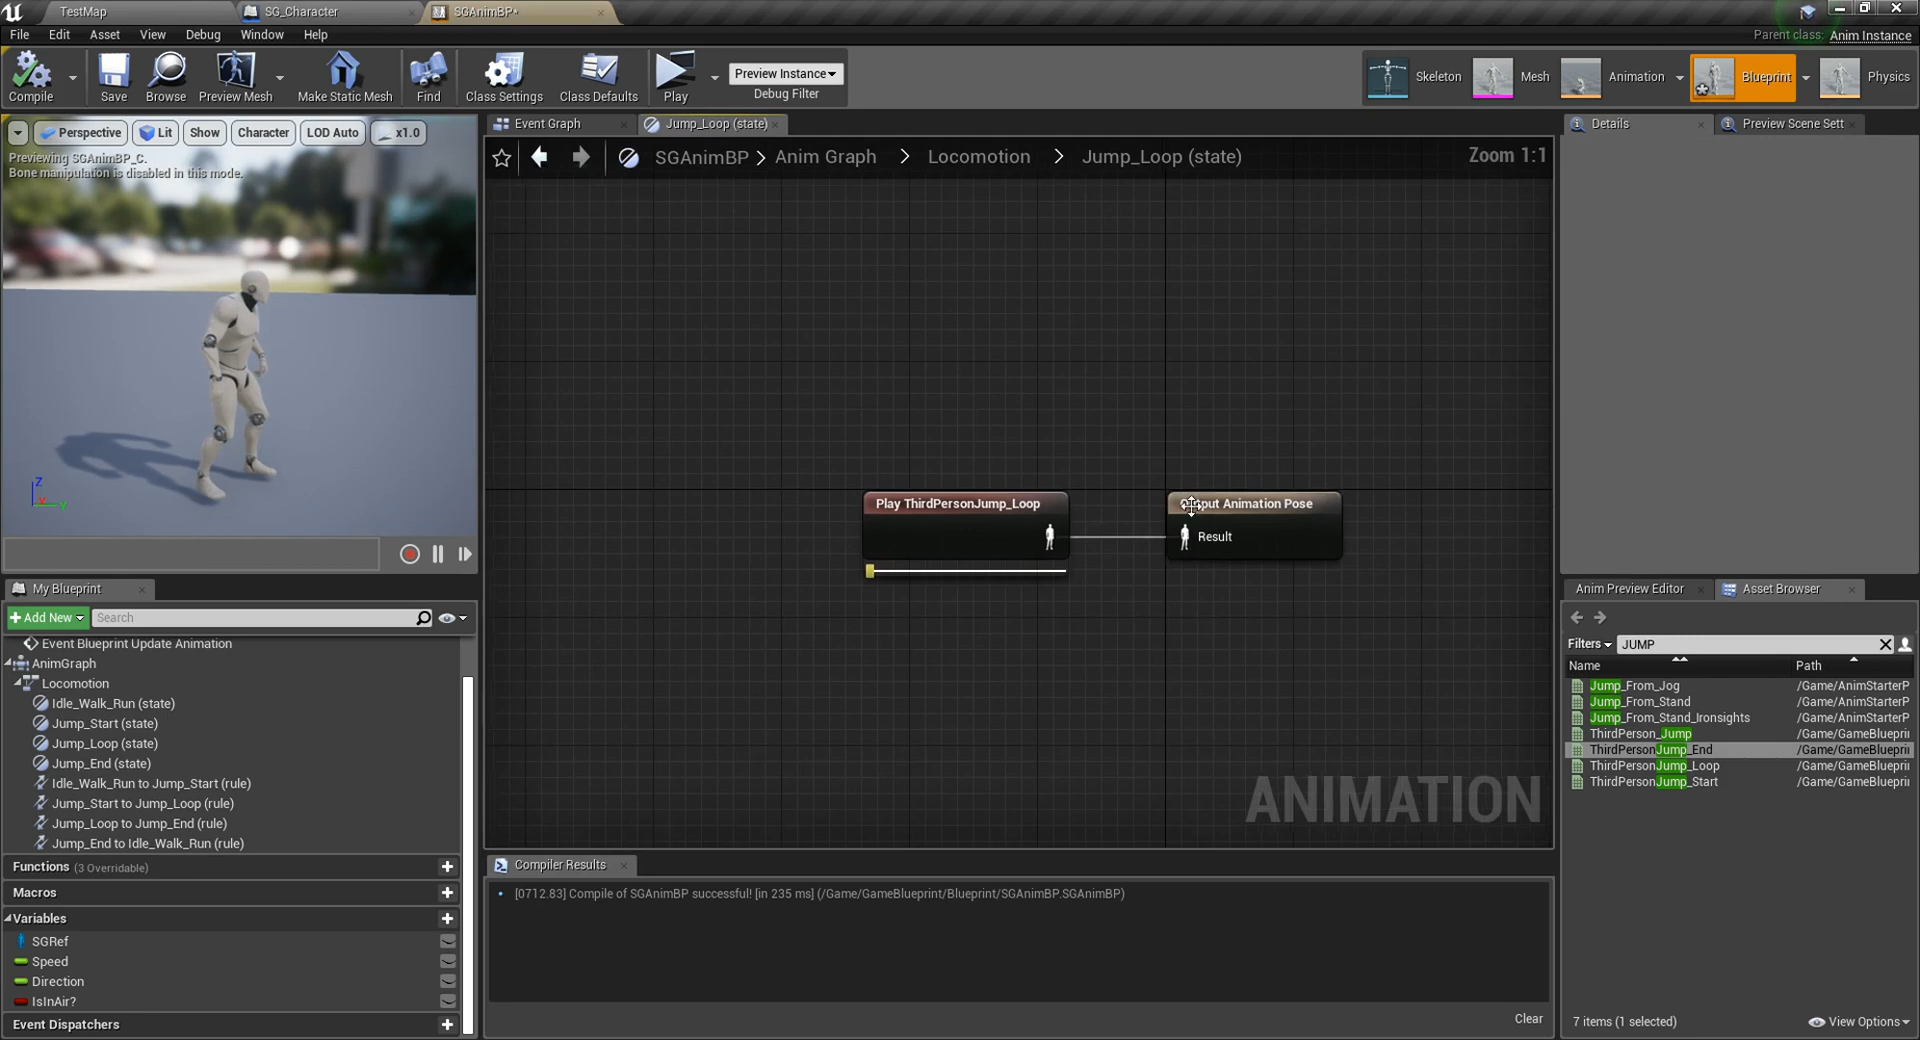 TestMap
SG_Character
SGAnimBP•
File Edit Asset View Debug Window Help
Parent class: Anim Instance
Compile
Save
Browse
Preview Mesh
Make Static Mesh
Find
Class Settings
Class Defaults
Play
Preview Instance
Debug Filter
Skeleton
Mesh
Animation
Blueprint
Physics
Perspective
Lit
Show
Character
LOD Auto
x1.0
Previewing SGAnimBP_C.
Bone manipulation is disabled in this mode.
Z
Event Graph
Jump_Loop (state)
SGAnimBP > Anim Graph > Locomotion > Jump_Loop (state)
Zoom 1:1
Play ThirdPersonJump_Loop
Animation Pose
Result
ANIMATION
Compiler Results
• [0712.83] Compile of SGAnimBP successful! [in 235 ms] (/Game/GameBlueprint/Blueprint/SGAnimBP.SGAnimBP)
Clear
My Blueprint
Add New
Search
Event Blueprint Update Animation
AnimGraph
Locomotion
Idle_Walk_Run (state)
Jump_Start (state)
Jump_Loop (state)
Jump_End (state)
Idle_Walk_Run to Jump_Start (rule)
Jump_Start to Jump_Loop (rule)
Jump_Loop to Jump_End (rule)
Jump_End to Idle_Walk_Run (rule)
Functions (3 Overridable)
Macros
Variables
SGRef
Speed
Direction
IsInAir?
Event Dispatchers
Details
Preview Scene Sett
Anim Preview Editor
Asset Browser
Filters
JUMP
Name Path
Jump_From_Jog /Game/AnimStarterP
Jump_From_Stand /Game/AnimStarterP
Jump_From_Stand_Ironsights /Game/AnimStarterP
ThirdPerson_Jump /Game/GameBlueprin
ThirdPersonJump_End /Game/GameBlueprin
ThirdPersonJump_Loop /Game/GameBlueprin
ThirdPersonJump_Start /Game/GameBlueprin
7 items (1 selected)
View Options